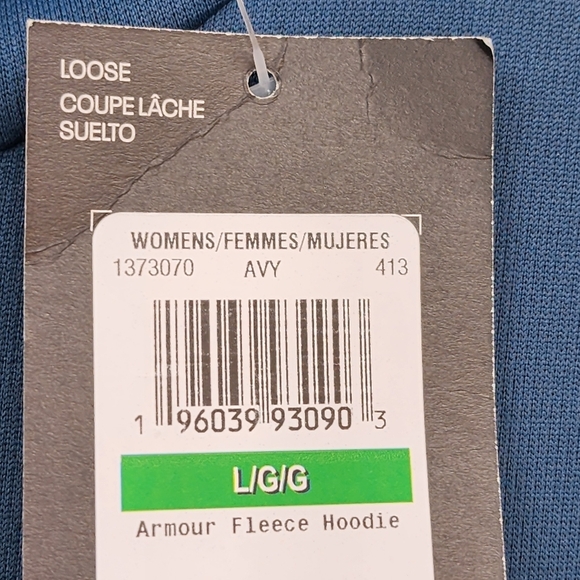 LOOSE
COUPE LÂCHE
SUELTO
WOMENS/FEMMES/MUJERES
1373070 AVY 413
1 96039 93090 3
L/G/G
Armour Fleece Hoodie